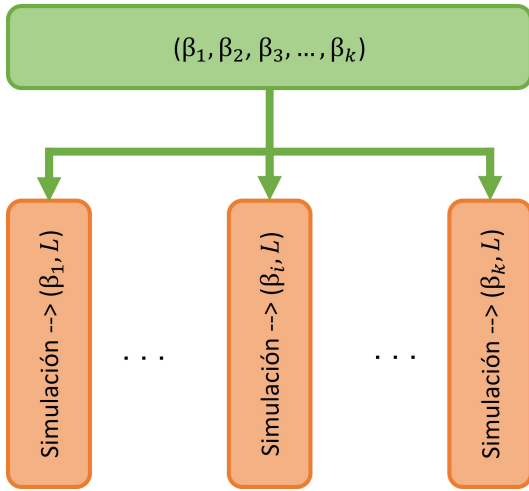 (β₁, β₂, β₃, …, βₖ)
Simulación --> (β₁, L)
. . .
Simulación --> (βᵢ, L)
. . .
Simulación --> (βₖ, L)